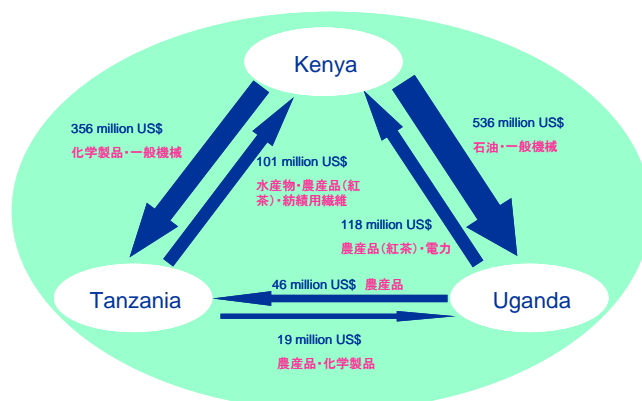 Kenya
356 million US$
化学製品・一般機械
536 million US$
石油・一般機械
101 million US$
水産物・農産品(紅
茶)・紡績用繊維
118 million US$
農産品(紅茶)・電力
Tanzania
46 million US$ 農産品
Uganda
19 million US$
農産品・化学製品